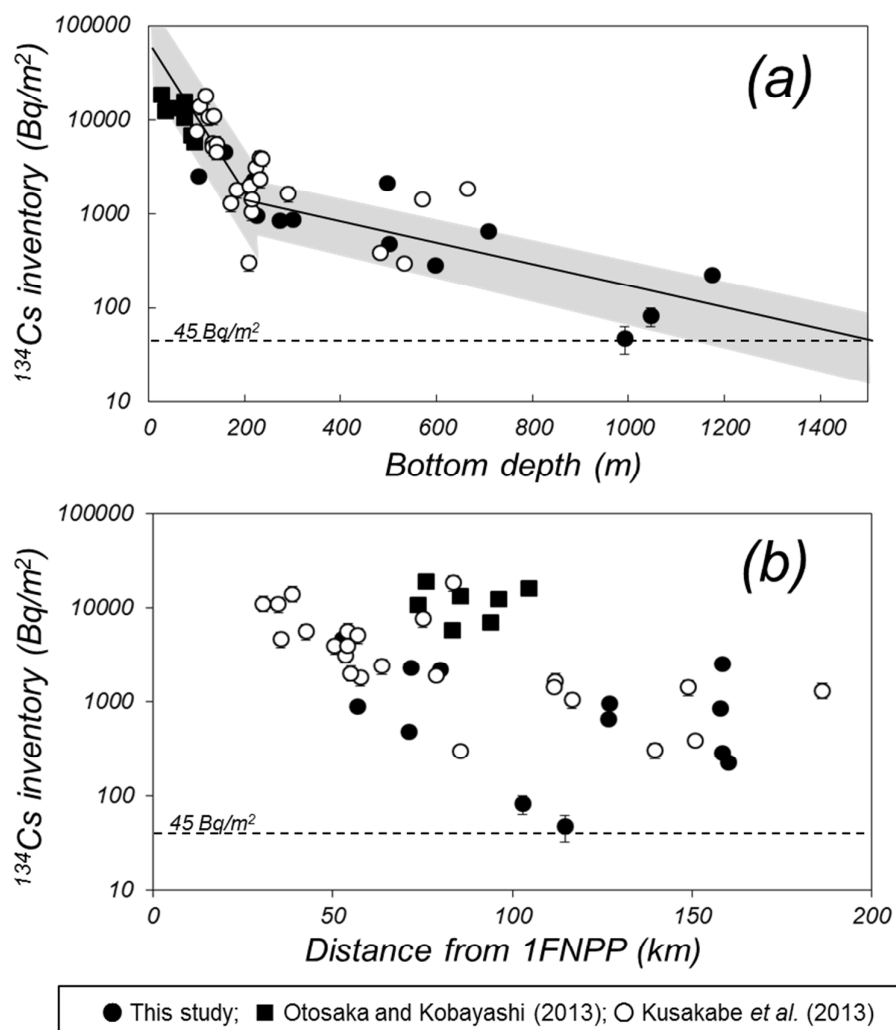 (a)
¹³⁴Cs inventory (Bq/m²)
100000
10000
1000
100
10
45 Bq/m²
0 200 400 600 800 1000 1200 1400
Bottom depth (m)
(b)
¹³⁴Cs inventory (Bq/m²)
100000
10000
1000
100
10
45 Bq/m²
0 50 100 150 200
Distance from 1FNPP (km)
● This study; ■ Otosaka and Kobayashi (2013); ○ Kusakabe et al. (2013)